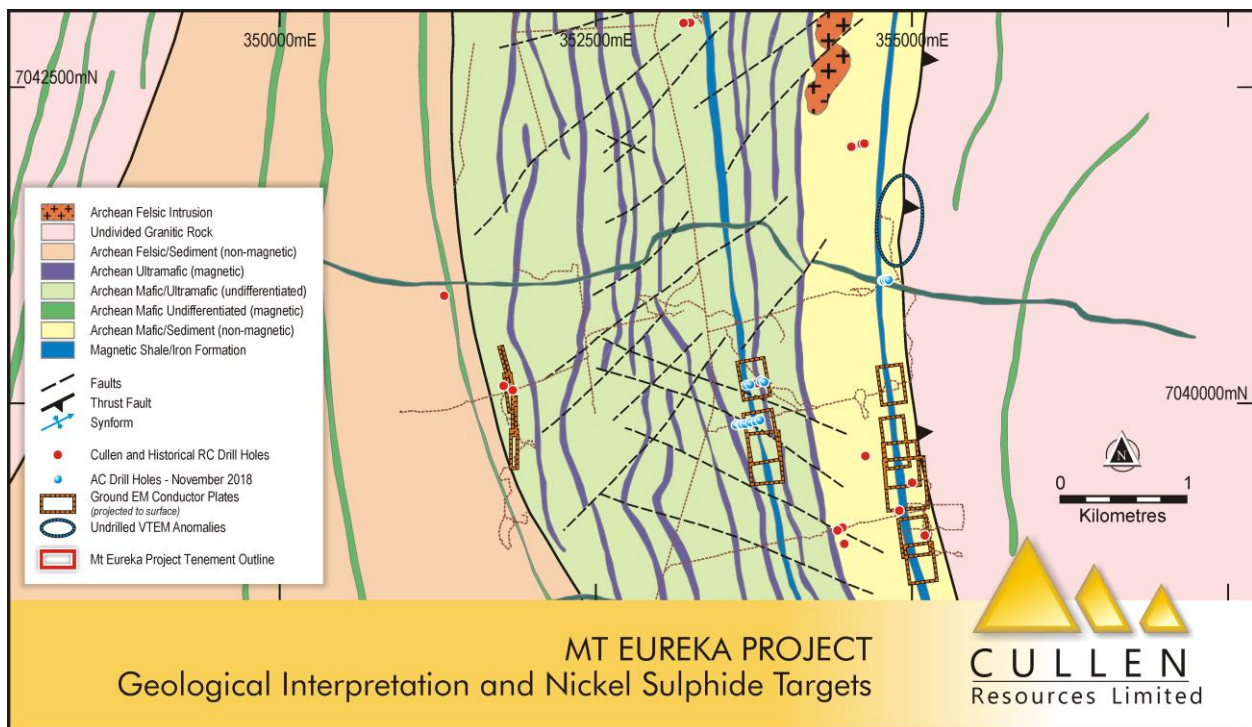 350000mE
352500mE
355000mE
7042500mN
Archean Felsic Intrusion
Undivided Granitic Rock
Archean Felsic/Sediment (non-magnetic)
Archean Ultramafic (magnetic)
Archean Mafic/Ultramafic (undifferentiated)
Archean Mafic Undifferentiated (magnetic)
Archean Mafic/Sediment (non-magnetic)
Magnetic Shale/Iron Formation
Faults
Thrust Fault
Synform
Cullen and Historical RC Drill Holes
AC Drill Holes - November 2018
Ground EM Conductor Plates
(projected to surface)
Undrilled VTEM Anomalies
Mt Eureka Project Tenement Outline
7040000mN
N
0 1
Kilometres
MT EUREKA PROJECT
Geological Interpretation and Nickel Sulphide Targets
CULLEN
Resources Limited